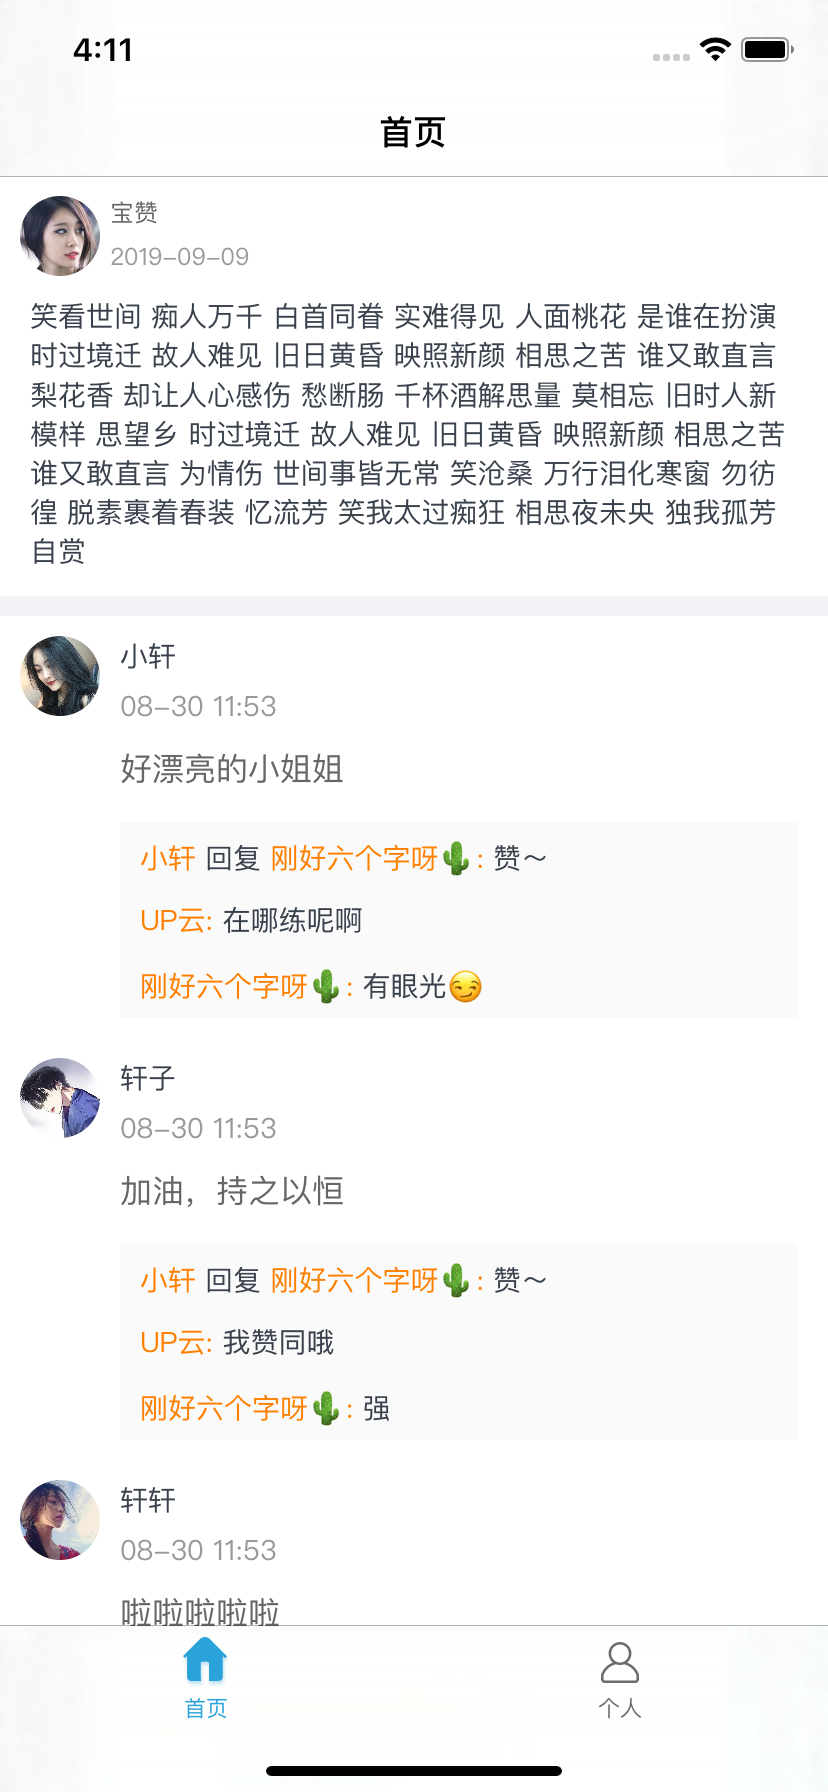 4:11
首页
宝赞
2019-09-09
笑看世间 痴人万千 白首同眷 实难得见 人面桃花 是谁在扮演
时过境迁 故人难见 旧日黄昏 映照新颜 相思之苦 谁又敢直言
梨花香 却让人心感伤 愁断肠 千杯酒解思量 莫相忘 旧时人新
模样 思望乡 时过境迁 故人难见 旧日黄昏 映照新颜 相思之苦
谁又敢直言 为情伤 世间事皆无常 笑沧桑 万行泪化寒窗 勿彷
徨 脱素裹着春装 忆流芳 笑我太过痴狂 相思夜未央 独我孤芳
自赏
小轩
08-30 11:53
好漂亮的小姐姐
小轩 回复 刚好六个字呀🌵: 赞～
UP云: 在哪练呢啊
刚好六个字呀🌵: 有眼光😏
轩子
08-30 11:53
加油，持之以恒
小轩 回复 刚好六个字呀🌵: 赞～
UP云: 我赞同哦
刚好六个字呀🌵: 强
轩轩
08-30 11:53
啦啦啦啦啦
首页
个人